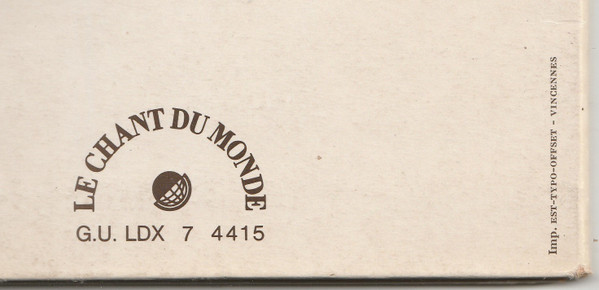 LE CHANT DU MONDE
G.U. LDX 7 4415
Imp. EST-TYPO-OFFSET - VINCENNES